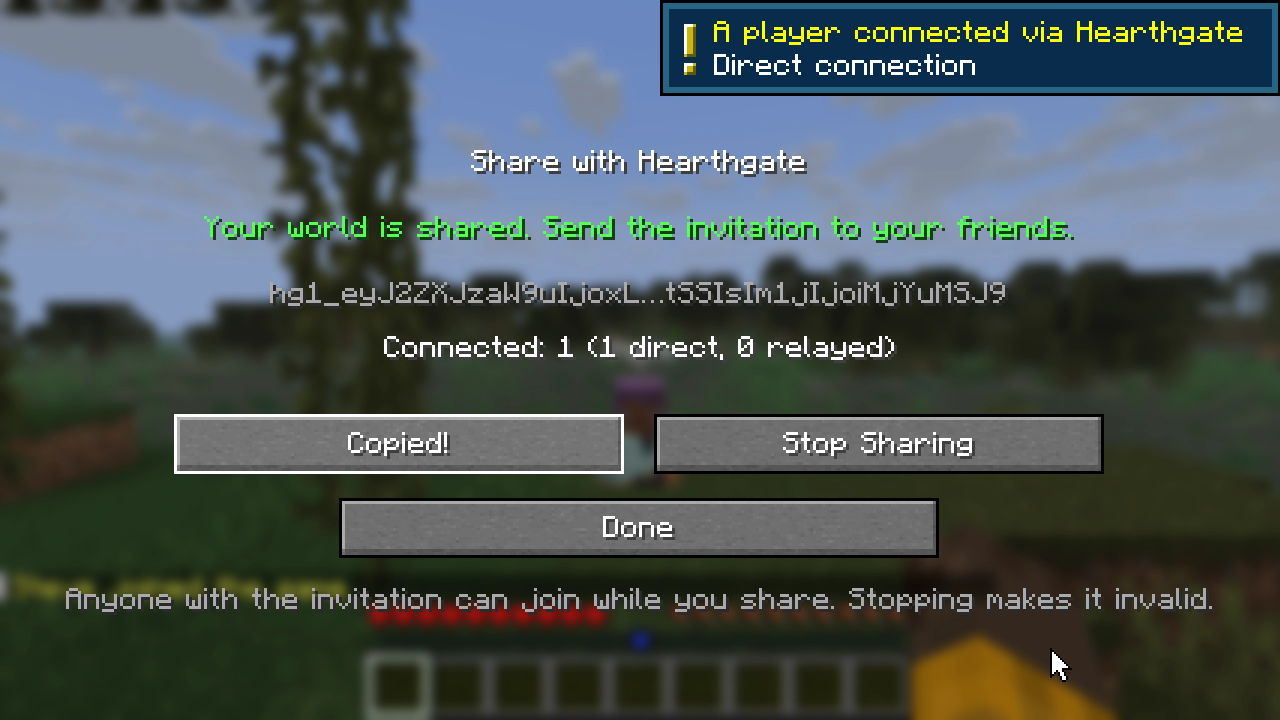 A player connected via Hearthgate
Direct connection
Share with Hearthgate
Your world is shared. Send the invitation to your friends.
hg1_eyJ2ZXJzaW9uIjoxL...tSSIsIm1jIjoiMjYuMSJ9
Connected: 1 (1 direct, 0 relayed)
Copied!
Stop Sharing
Done
Anyone with the invitation can join while you share. Stopping makes it invalid.